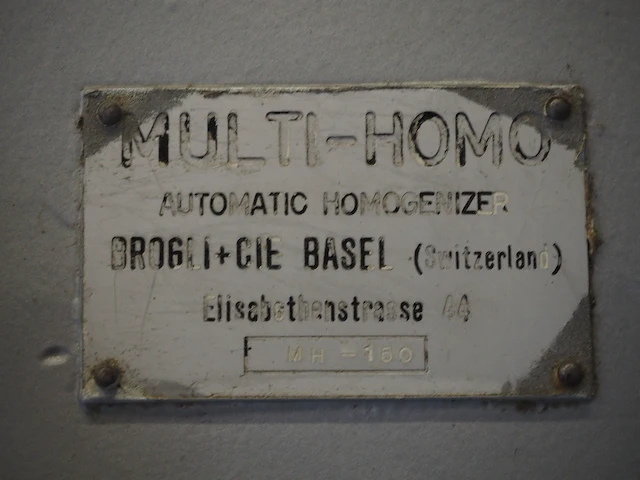 MULTI-HOMO
AUTOMATIC HOMOGENIZER
BROGLI+CIE BASEL (Switzerland)
Elisabethenstrasse 44
MH-160